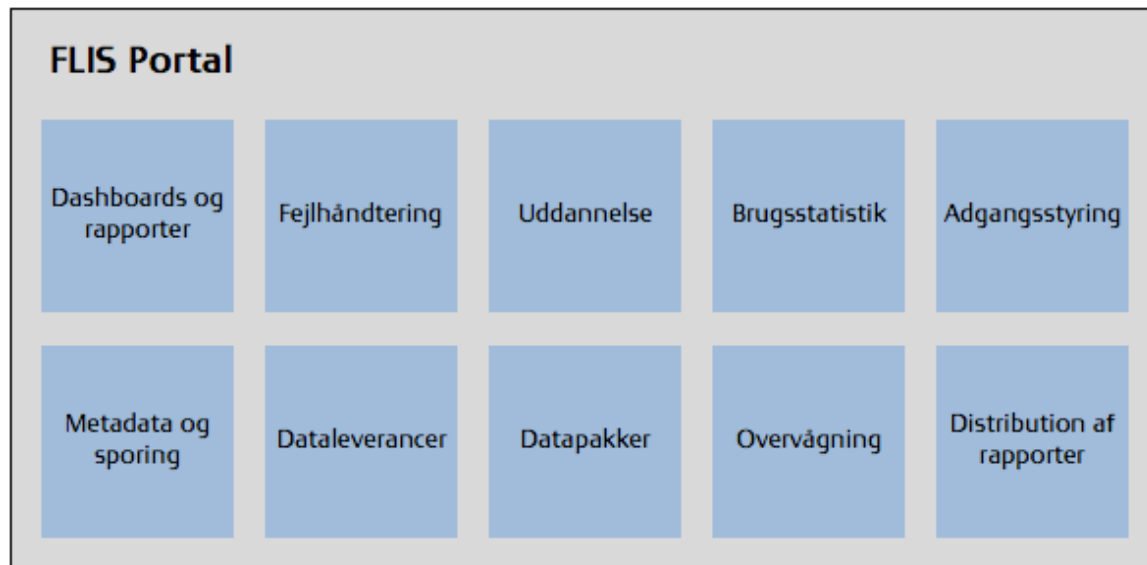 FLIS Portal
Dashboards og
rapporter
Fejlhåndtering
Uddannelse
Brugsstatistik
Adgangsstyring
Metadata og
sporing
Dataleverancer
Datapakker
Overvågning
Distribution af
rapporter